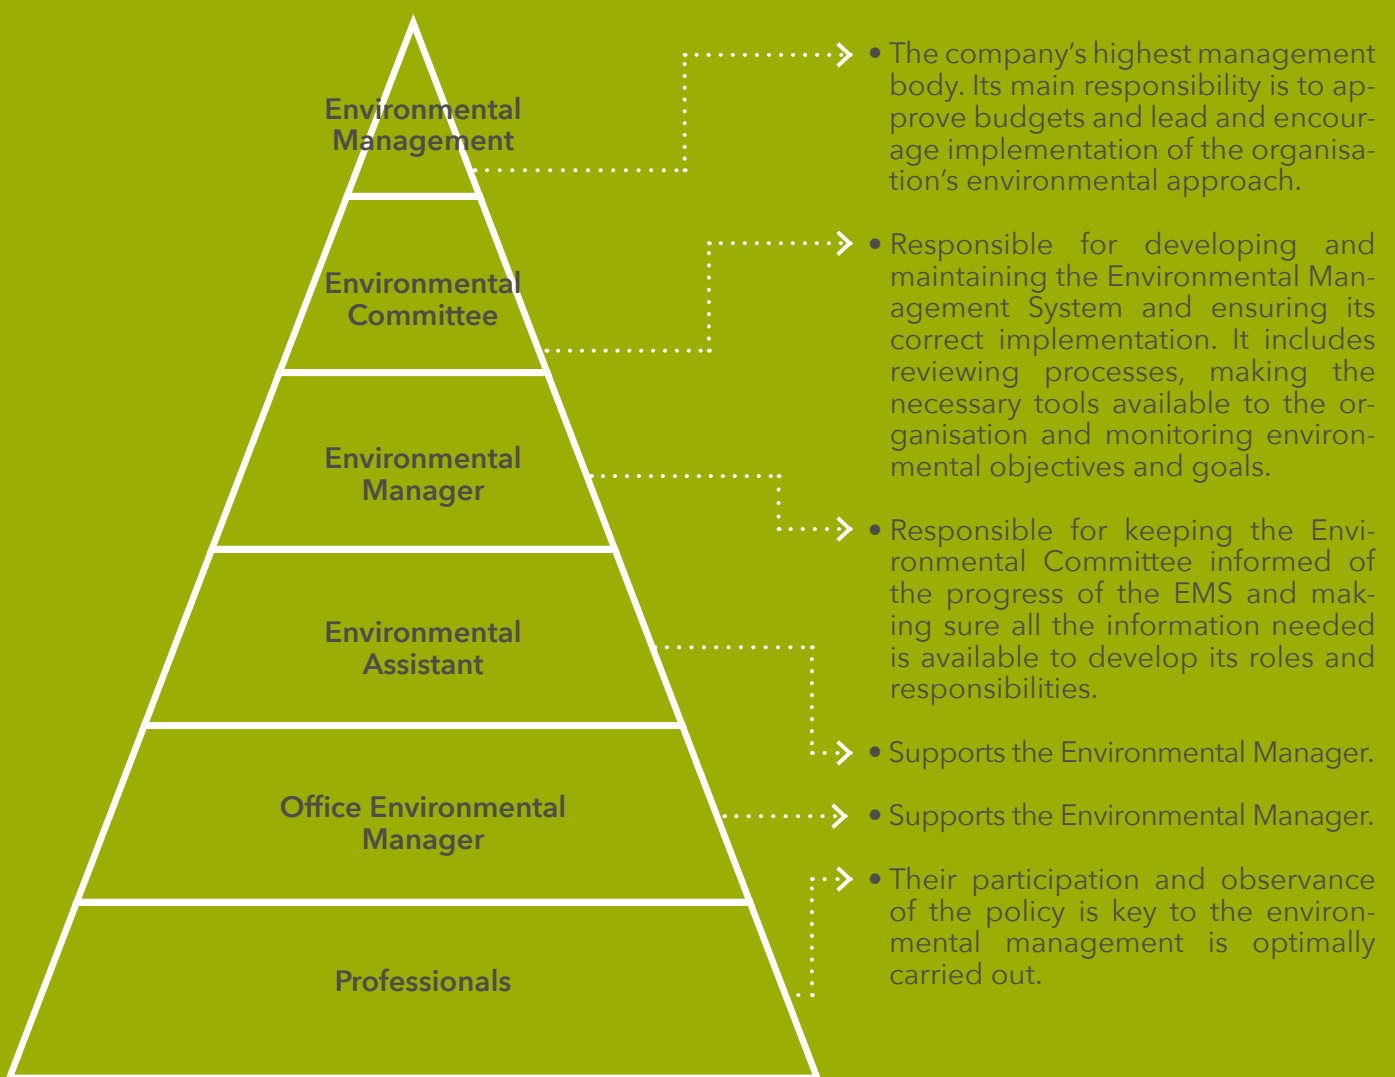 Environmental
Management
• The company’s highest management
body. Its main responsibility is to ap-
prove budgets and lead and encour-
age implementation of the organisa-
tion’s environmental approach.
Environmental
Committee
• Responsible for developing and
maintaining the Environmental Man-
agement System and ensuring its
correct implementation. It includes
reviewing processes, making the
necessary tools available to the or-
ganisation and monitoring environ-
mental objectives and goals.
Environmental
Manager
• Responsible for keeping the Envi-
ronmental Committee informed of
the progress of the EMS and mak-
ing sure all the information needed
is available to develop its roles and
responsibilities.
Environmental
Assistant
• Supports the Environmental Manager.
Office Environmental
Manager
• Supports the Environmental Manager.
Professionals
• Their participation and observance
of the policy is key to the environ-
mental management is optimally
carried out.